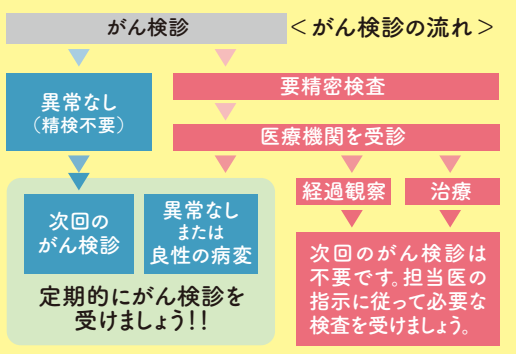 がん検診
＜がん検診の流れ＞
異常なし
（精検不要）
要精密検査
医療機関を受診
次回の
がん検診
異常なし
または
良性の病変
経過観察
治療
定期的にがん検診を
受けましょう!!
次回のがん検診は
不要です。担当医の
指示に従って必要な
検査を受けましょう。